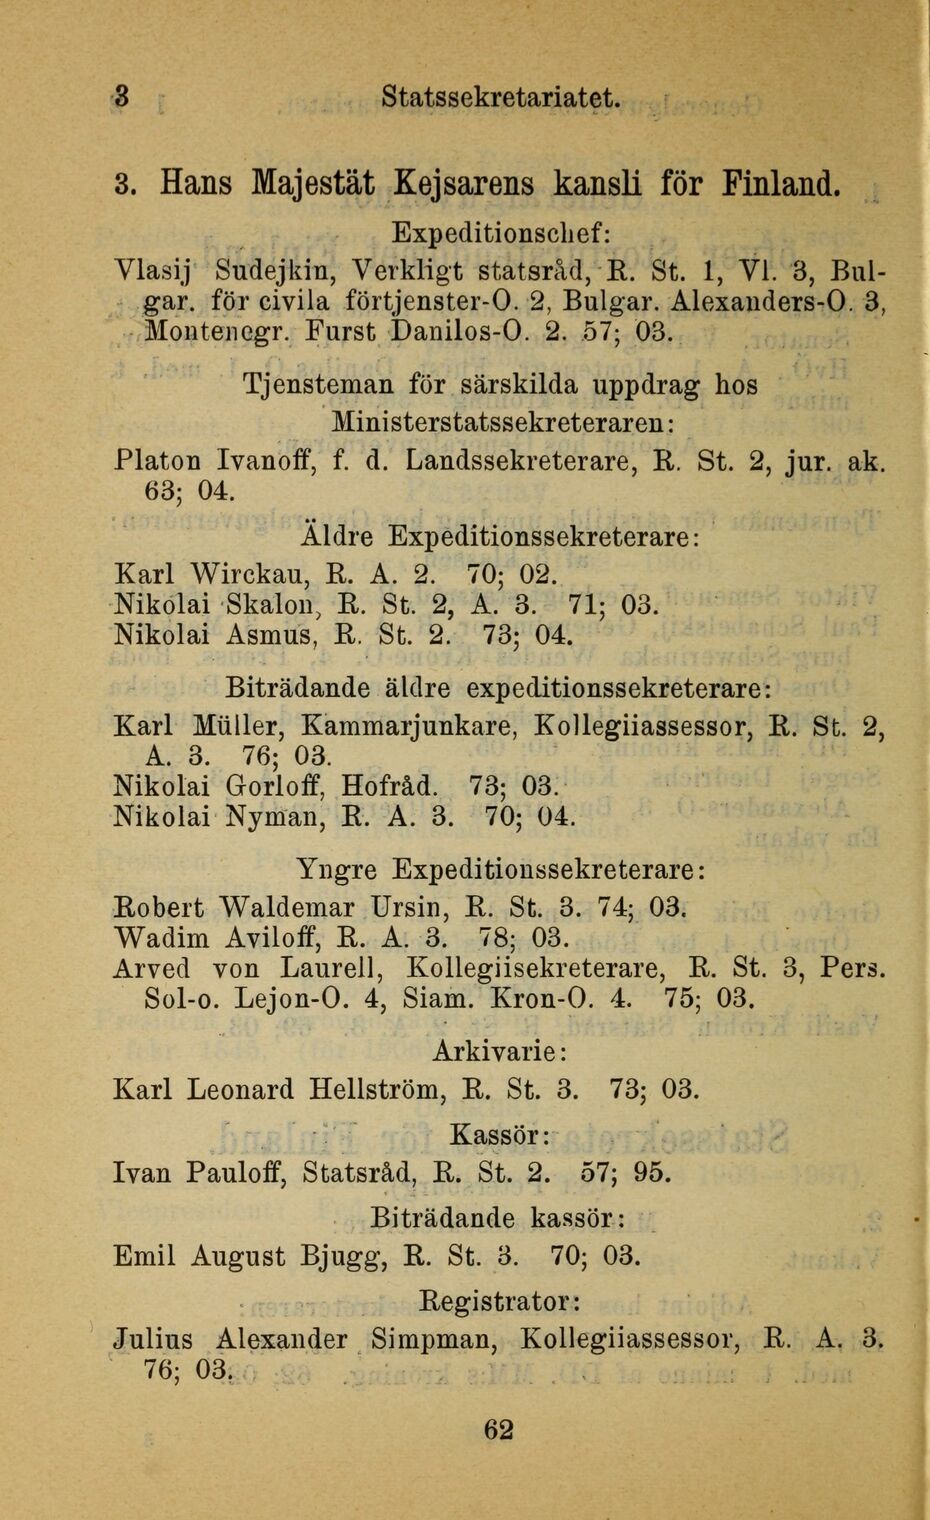 3 Statssekretariatet.
3. Hans Majestät Kejsarens kansli för Finland.
Expeditionschef:
Vlasij Sudejkin, Verkligt statsråd, R. St. 1, Vl. 3, Bul-
gar. för civila förtjenster-O. 2, Bulgar. Alexanders-O. 3,
Montenegr. Furst Danilos-O. 2. 57; 03.
Tjensteman för särskilda uppdrag hos
Ministerstatssekreteraren:
Platon Ivanoff, f. d. Landssekreterare, R. St. 2, jur. ak.
63; 04.
Äldre Expeditionssekreterare:
Karl Wirckau, R. A. 2. 70; 02.
Nikolai Skalon, R. St. 2, A. 3. 71; 03.
Nikolai Asmus, R. St. 2. 73; 04.
Biträdande äldre expeditionssekreterare:
Karl Müller, Kammarjunkare, Kollegiiassessor, R. St. 2,
A. 3. 76; 03.
Nikolai Gorloff, Hofråd. 73; 03.
Nikolai Nyman, R. A. 3. 70; 04.
Yngre Expeditionssekreterare:
Robert Waldemar Ursin, R. St. 3. 74; 03.
Wadim Aviloff, R. A. 3. 78; 03.
Arved von Laurell, Kollegiisekreterare, R. St. 3, Pers.
Sol-o. Lejon-O. 4, Siam. Kron-O. 4. 75; 03.
Arkivarie:
Karl Leonard Hellström, R. St. 3. 73; 03.
Kassör:
Ivan Pauloff, Statsråd, R. St. 2. 57; 95.
Biträdande kassör:
Emil August Bjugg, R. St. 3. 70; 03.
Registrator:
Julius Alexander Simpman, Kollegiiassessor, R. A. 3.
76; 03.
62